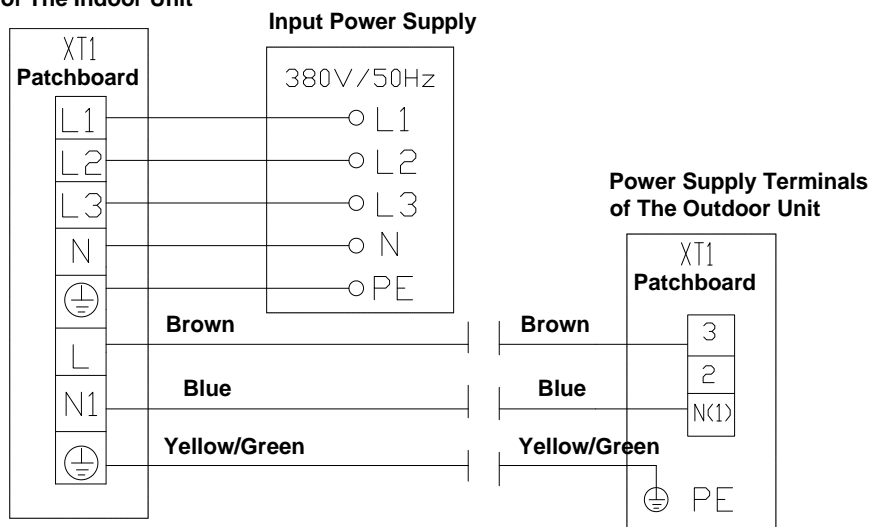 of The Indoor Unit
Input Power Supply
XT1
Patchboard
L1
L2
L3
N
L
N1
380V/50Hz
L1
L2
L3
N
PE
Brown
Brown
Blue
Blue
Yellow/Green
Yellow/Green
Power Supply Terminals
of The Outdoor Unit
XT1
Patchboard
3
2
N(1)
PE